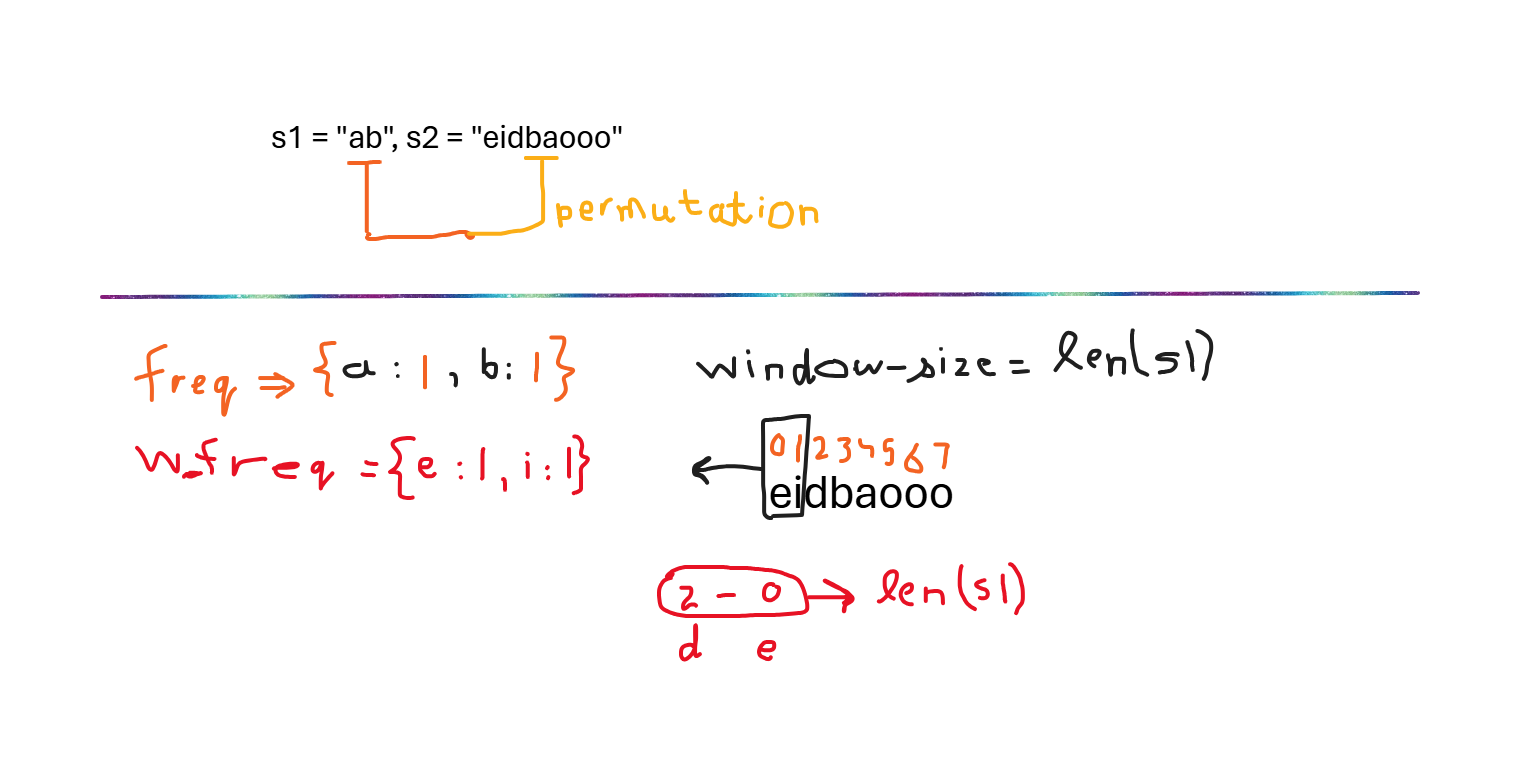 s1 = "ab", s2 = "eidbaooo"
permutation
freq ⇒ {a : 1, b: 1}
window-size = len(s1)
w_freq = {e : 1, i : 1}
01234567
eidbaooo
2 - 0 → len(s1)
d e